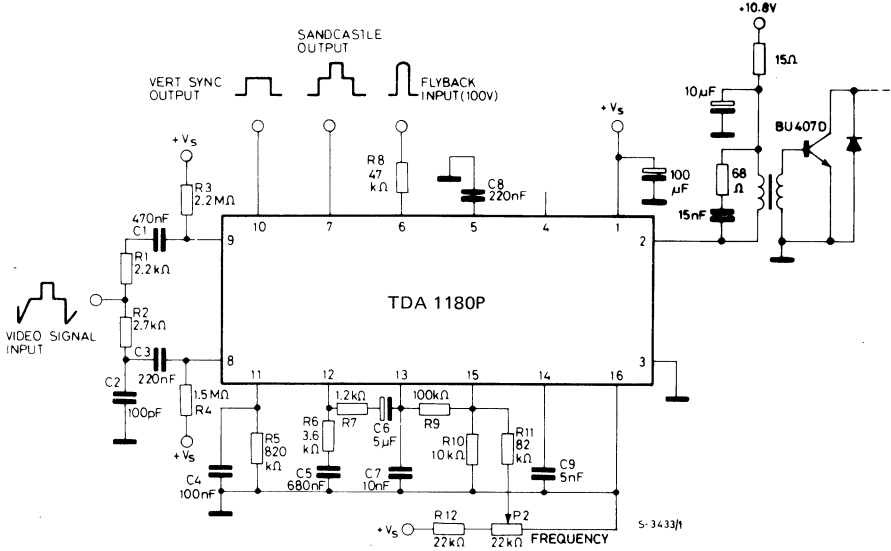 +10.8V
SANDCASTLE
OUTPUT
15Ω
VERT SYNC
OUTPUT
FLYBACK
INPUT(100V)
10µF
+Vs
BU407D
+Vs
R8
47
kΩ
100
µF
68
Ω
R3
2.2MΩ
C8
220nF
15nF
470nF
C1
10
7
6
5
4
1
9
2
R1
2.2kΩ
TDA 1180P
R2
2.7kΩ
VIDEO SIGNAL
INPUT
C3
220nF
8
3
11
12
13
15
14
16
C2
100pF
1.5MΩ
R4
+Vs
1.2kΩ
R7
C6
5µF
100kΩ
R9
R5
820
kΩ
R6
3.6
kΩ
R10
10kΩ
R11
82
kΩ
C4
100nF
C5
680nF
C7
10nF
C9
5nF
+Vs
R12
22kΩ
P2
22kΩ
FREQUENCY
S-3433/1